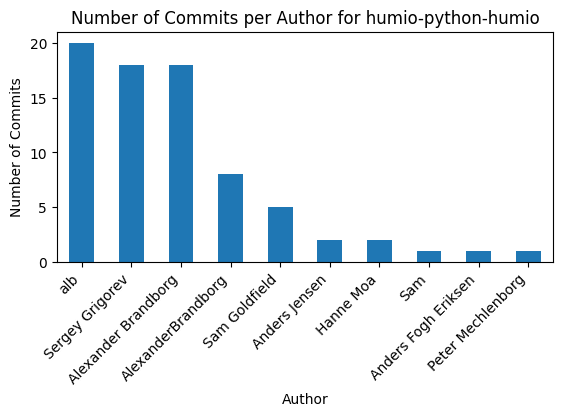 Number of Commits per Author for humio-python-humio
20
15
10
5
0
Number of Commits
alb
Sergey Grigorev
Alexander Brandborg
AlexanderBrandborg
Sam Goldfield
Anders Jensen
Hanne Moa
Sam
Anders Fogh Eriksen
Peter Mechlenborg
Author